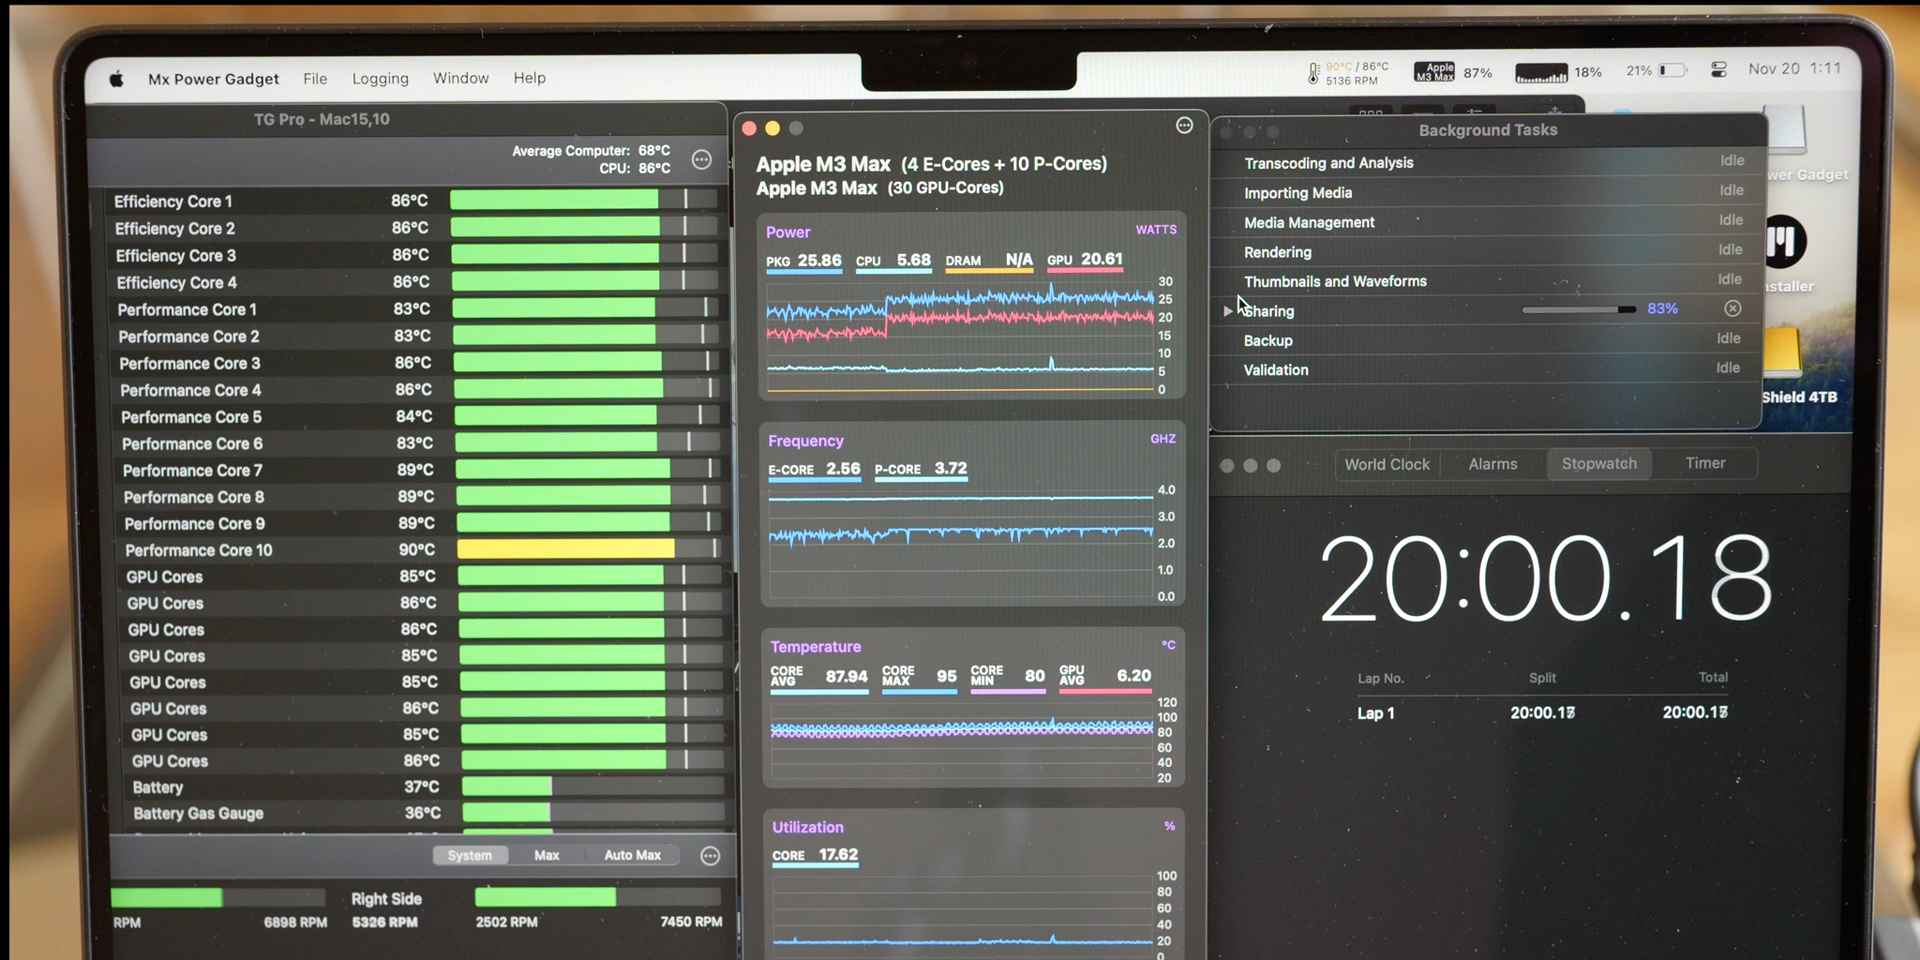 Mx Power Gadget File Logging Window Help
90°C / 86°C
5136 RPM
Apple M3 Max 87% 18% 21% Nov 20 1:11
TG Pro - Mac15,10
Average Computer: 68°C
CPU: 86°C
Efficiency Core 1 86°C
Efficiency Core 2 86°C
Efficiency Core 3 86°C
Efficiency Core 4 86°C
Performance Core 1 83°C
Performance Core 2 83°C
Performance Core 3 86°C
Performance Core 4 86°C
Performance Core 5 84°C
Performance Core 6 83°C
Performance Core 7 89°C
Performance Core 8 89°C
Performance Core 9 89°C
Performance Core 10 90°C
GPU Cores 85°C
GPU Cores 86°C
GPU Cores 86°C
GPU Cores 85°C
GPU Cores 85°C
GPU Cores 86°C
GPU Cores 85°C
GPU Cores 86°C
Battery 37°C
Battery Gas Gauge 36°C
System Max Auto Max
Right Side
RPM 6898 RPM 5326 RPM 2502 RPM 7450 RPM
Apple M3 Max (4 E-Cores + 10 P-Cores)
Apple M3 Max (30 GPU-Cores)
Power WATTS
PKG 25.86 CPU 5.68 DRAM N/A GPU 20.61
30
25
20
15
10
5
0
Frequency GHZ
E-CORE 2.56 P-CORE 3.72
4.0
3.0
2.0
1.0
0.0
Temperature °C
CORE AVG 87.94 CORE MAX 95 CORE MIN 80 GPU AVG 6.20
120
100
80
60
40
20
Utilization %
CORE 17.62
100
80
60
40
20
0
Background Tasks
Transcoding and Analysis Idle
Importing Media Idle
Media Management Idle
Rendering Idle
Thumbnails and Waveforms Idle
Sharing 83%
Backup Idle
Validation Idle
wer Gadget
nstaller
Shield 4TB
World Clock Alarms Stopwatch Timer
20:00.18
Lap No. Split Total
Lap 1